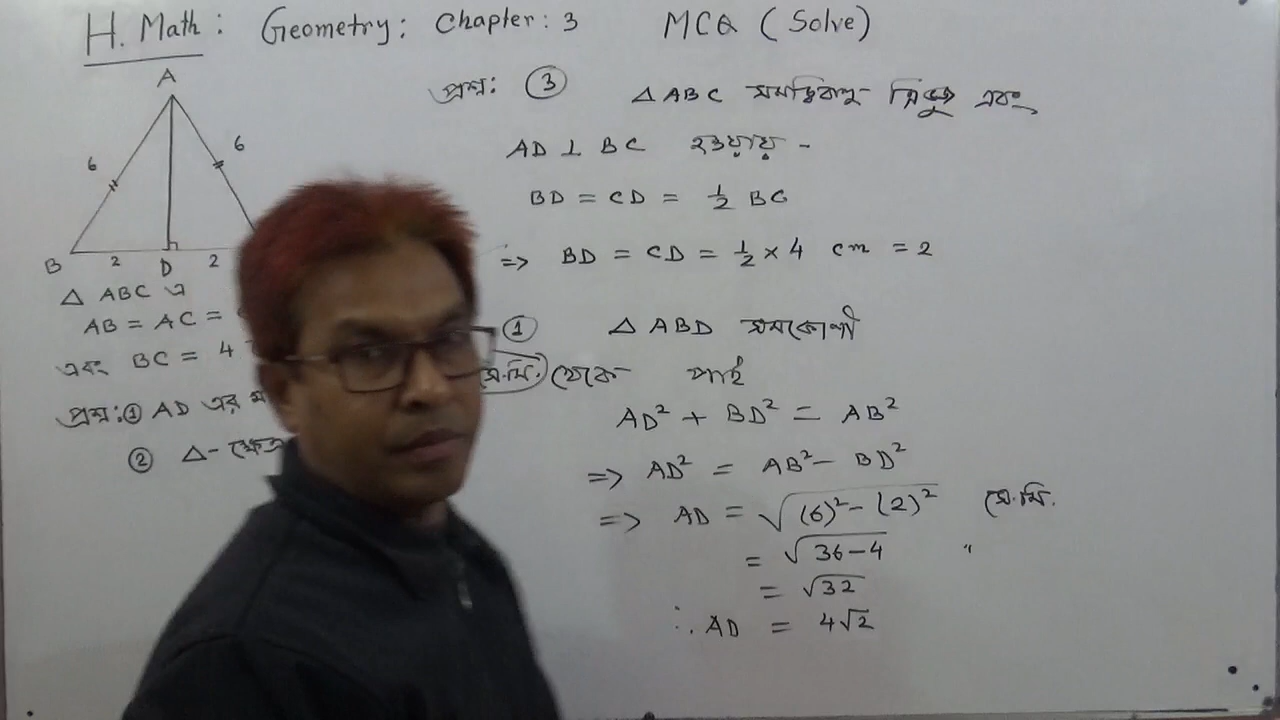 H. Math: Geometry: Chapter: 3 MCQ (Solve)
A
6 6
B 2 D 2
△ ABC এ
AB = AC =
এবং BC = 4
প্রশ্ন: ① AD এর
② △-ক্ষেত্র
প্রশ্ন: ③ △ ABC সমদ্বিবাহু ত্রিভুজ এবং
AD ⊥ BC হওয়ায় -
BD = CD = 1/2 BC
=> BD = CD = 1/2 × 4 cm = 2
① △ ABD সমকোণী
সে.মি. থেকে পাই
AD² + BD² = AB²
=> AD² = AB² - BD²
=> AD = √(6)² - (2)² সে.মি.
= √36-4 "
= √32
∴ AD = 4√2